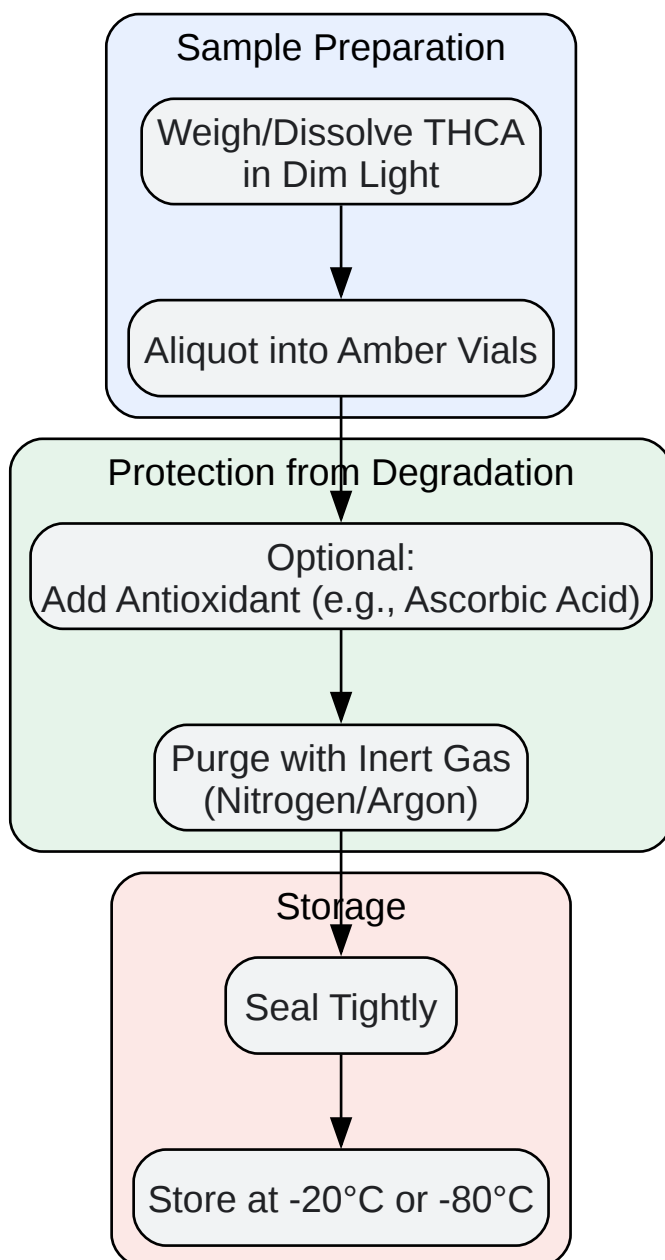 Sample Preparation
Weigh/Dissolve THCA
in Dim Light
Aliquot into Amber Vials
Protection from Degradation
Optional:
Add Antioxidant (e.g., Ascorbic Acid)
Purge with Inert Gas
(Nitrogen/Argon)
Storage
Seal Tightly
Store at -20°C or -80°C